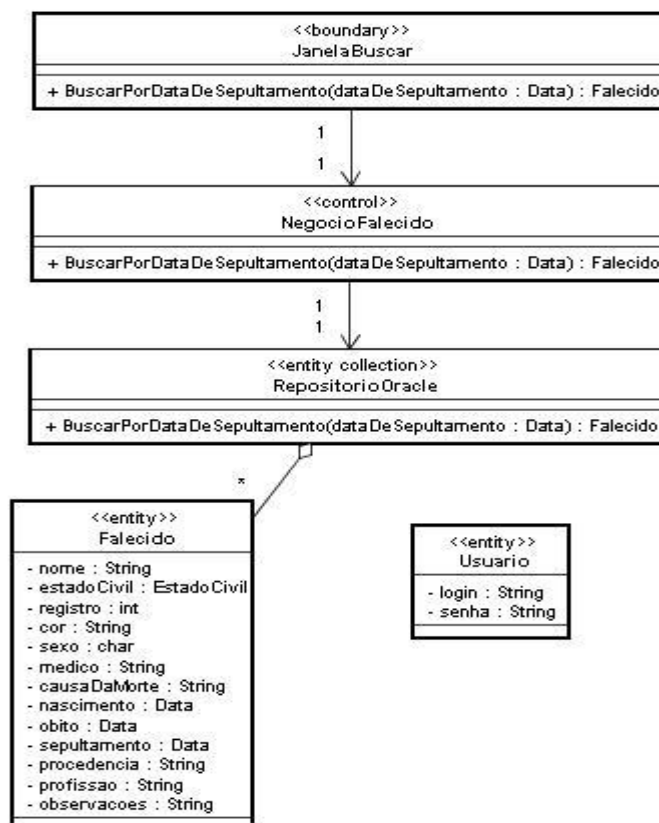 <<boundary>>
JanelaBuscar
+ BuscarPorDataDeSepultamento(dataDeSepultamento : Data) : Falecido
1
1
<<control>>
NegocioFalecido
+ BuscarPorDataDeSepultamento(dataDeSepultamento : Data) : Falecido
1
1
<<entity collection>>
RepositorioOracle
+ BuscarPorDataDeSepultamento(dataDeSepultamento : Data) : Falecido
*
<<entity>>
Falecido
- nome : String
- estadoCivil : EstadoCivil
- registro : int
- cor : String
- sexo : char
- medico : String
- causaDaMorte : String
- nascimento : Data
- obito : Data
- sepultamento : Data
- procedencia : String
- profissao : String
- observacoes : String
<<entity>>
Usuario
- login : String
- senha : String